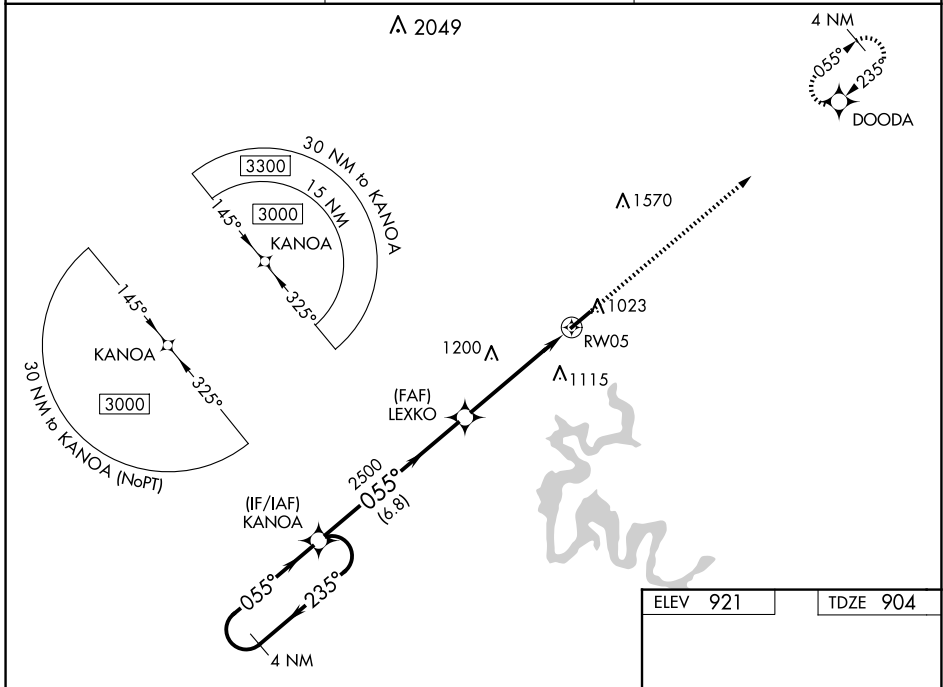 2049
4 NM
055°
235°
DOODA
30 NM to KANOA
3300
15 NM
3000
145°
KANOA
325°
1570
145°
KANOA
325°
3000
30 NM to KANOA (NoPT)
1023
RW05
1200
1115
(FAF)
LEXKO
2500
055°
(6.8)
(IF/IAF)
KANOA
055°
235°
4 NM
ELEV 921
TDZE 904